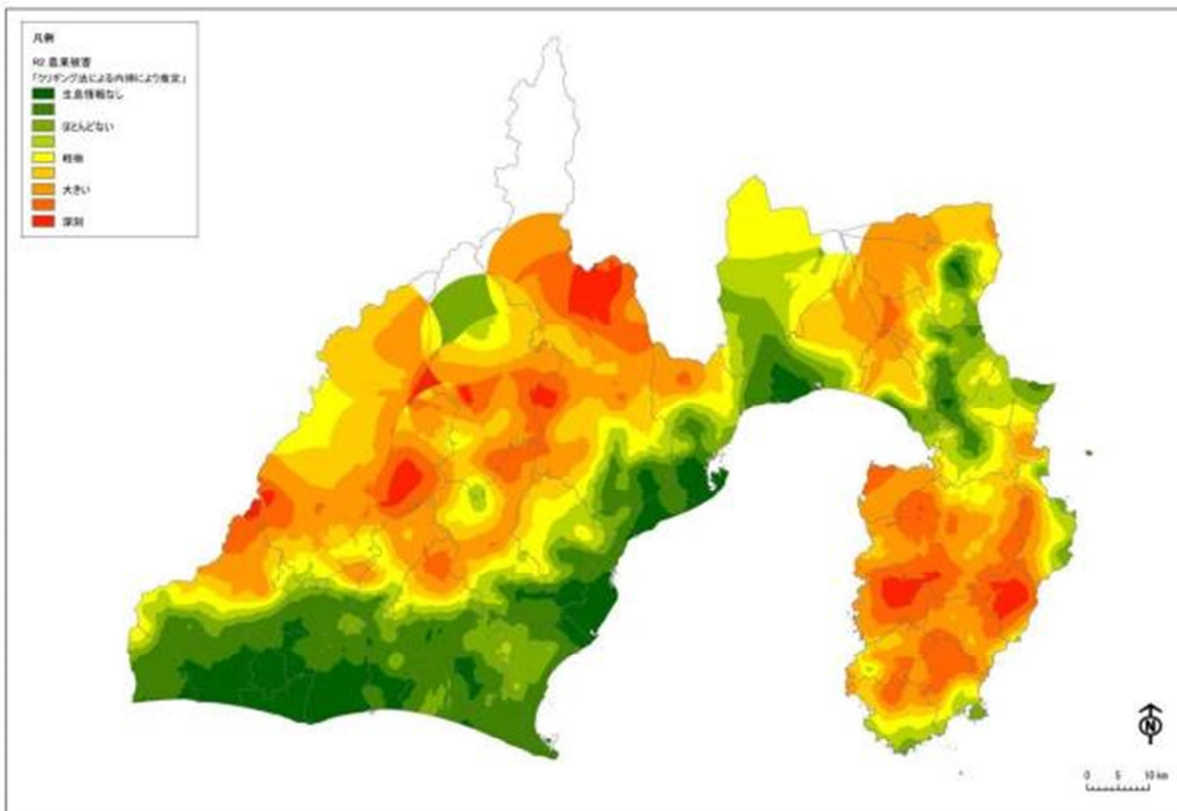 凡例
R2 農業被害
「クリギング法による内挿により推定」
生息情報なし
ほとんどない
軽微
大きい
深刻
N
0 5 10 km